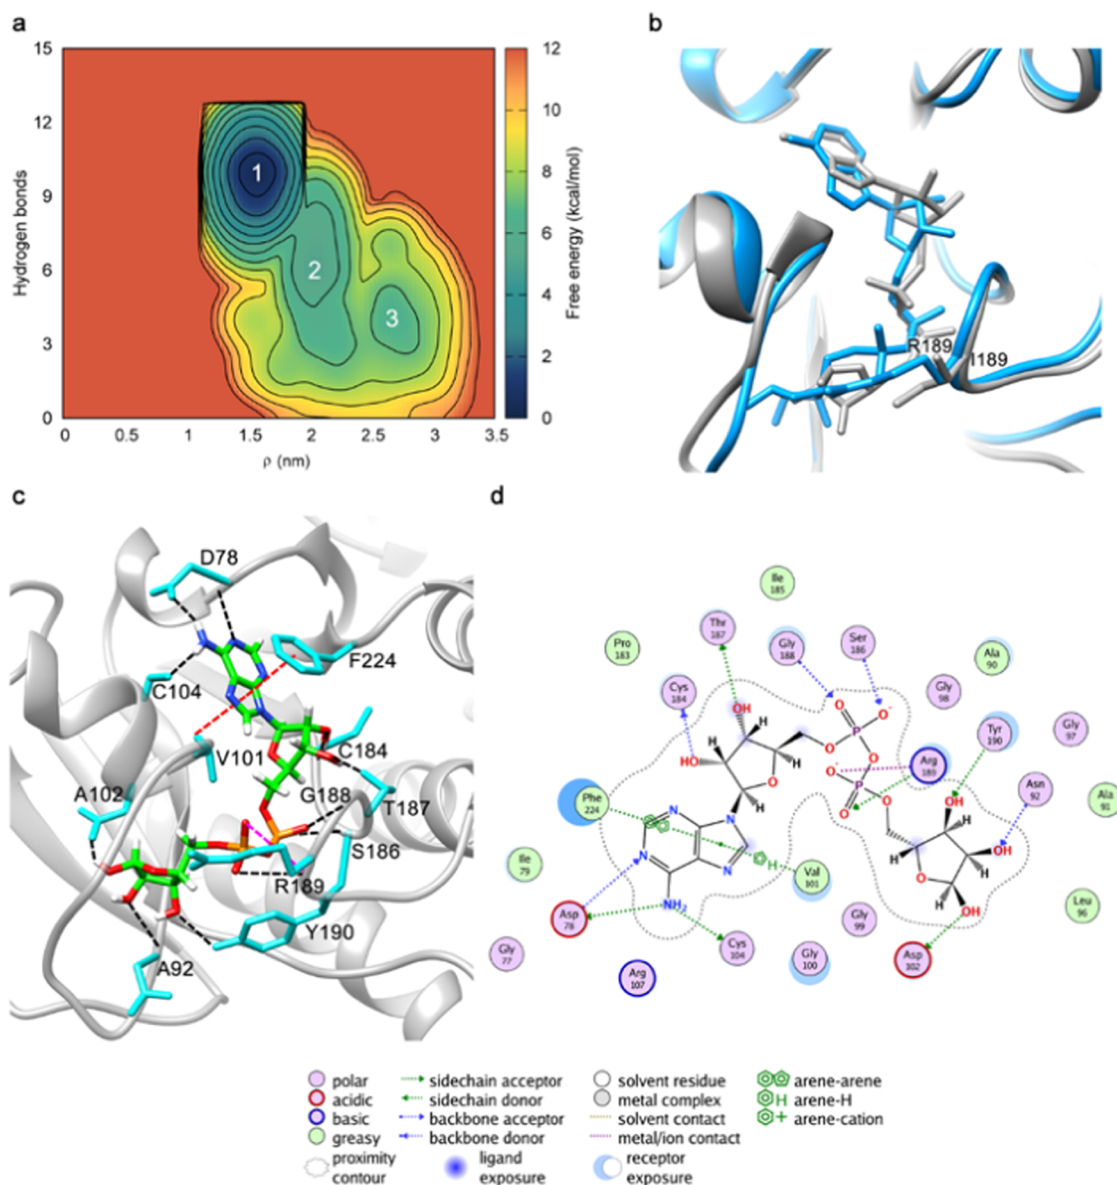 a
15
12
9
6
3
0
Hydrogen bonds
1
2
3
0
0.5
1
1.5
2
2.5
3
3.5
ρ (nm)
12
10
8
6
4
2
0
Free energy (kcal/mol)
b
R189
I189
c
D78
F224
C104
V101
C184
A102
G188
T187
S186
R189
Y190
A92
d
Ile
185
Thr
187
Gly
188
Ser
186
Pro
183
Ala
90
Cys
184
Gly
98
Tyr
190
Gly
97
Arg
189
Asn
92
Ala
91
Phe
224
Ile
79
Val
101
Leu
96
Asp
78
Gly
99
Gly
77
Cys
104
Gly
100
Asp
102
Arg
107
OH
HO
H
H
H
H
O
O
O
O
O-
P
O
O-
P
O
O
N
N
N
N
N
NH2
H
OH
OH
OH
O
H
H
H
H
polar
acidic
basic
greasy
proximity
contour
sidechain acceptor
sidechain donor
backbone acceptor
backbone donor
ligand
exposure
solvent residue
metal complex
solvent contact
metal/ion contact
receptor
exposure
arene-arene
H arene-H
+ arene-cation